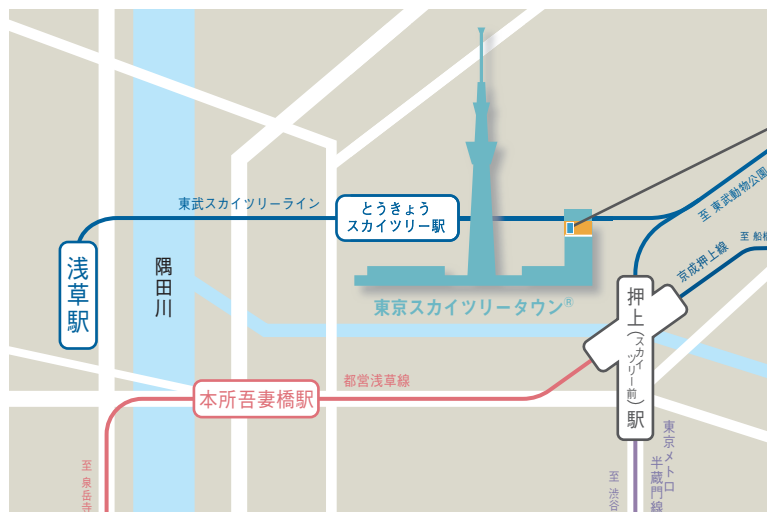 東武スカイツリーライン
とうきょう
スカイツリー駅
浅草駅
隅田川
東京スカイツリータウン®
至 東武動物公園
至 船橋
京成押上線
押上(スカイツリー前)駅
本所吾妻橋駅
都営浅草線
至 泉岳寺
至 渋谷
東京メトロ
半蔵門線